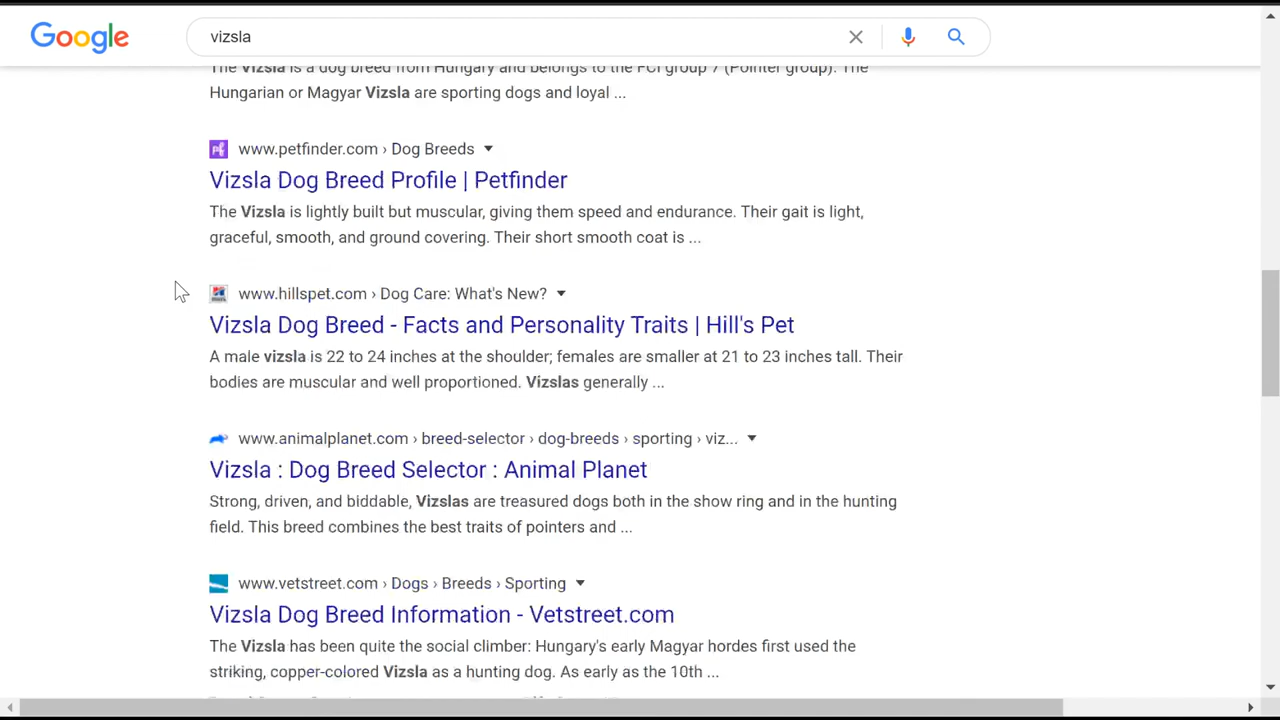 Google
vizsla
The Vizsla is a dog breed from Hungary and belongs to the FCI group 7 (Pointer group). The
Hungarian or Magyar Vizsla are sporting dogs and loyal ...
www.petfinder.com › Dog Breeds
Vizsla Dog Breed Profile | Petfinder
The Vizsla is lightly built but muscular, giving them speed and endurance. Their gait is light,
graceful, smooth, and ground covering. Their short smooth coat is ...
www.hillspet.com › Dog Care: What's New?
Vizsla Dog Breed - Facts and Personality Traits | Hill's Pet
A male vizsla is 22 to 24 inches at the shoulder; females are smaller at 21 to 23 inches tall. Their
bodies are muscular and well proportioned. Vizslas generally ...
www.animalplanet.com › breed-selector › dog-breeds › sporting › viz...
Vizsla : Dog Breed Selector : Animal Planet
Strong, driven, and biddable, Vizslas are treasured dogs both in the show ring and in the hunting
field. This breed combines the best traits of pointers and ...
www.vetstreet.com › Dogs › Breeds › Sporting
Vizsla Dog Breed Information - Vetstreet.com
The Vizsla has been quite the social climber: Hungary's early Magyar hordes first used the
striking, copper-colored Vizsla as a hunting dog. As early as the 10th ...